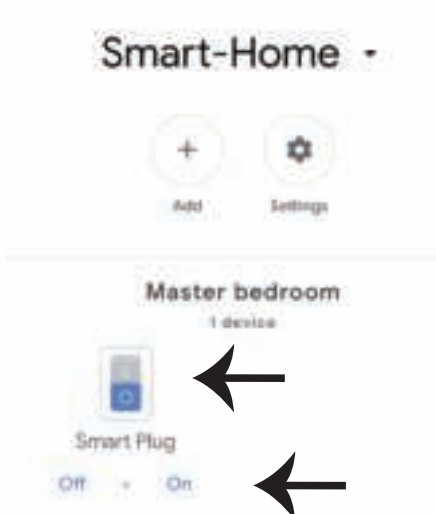 Smart-Home
Add Settings
Master bedroom
1 device
Smart Plug
Off • On